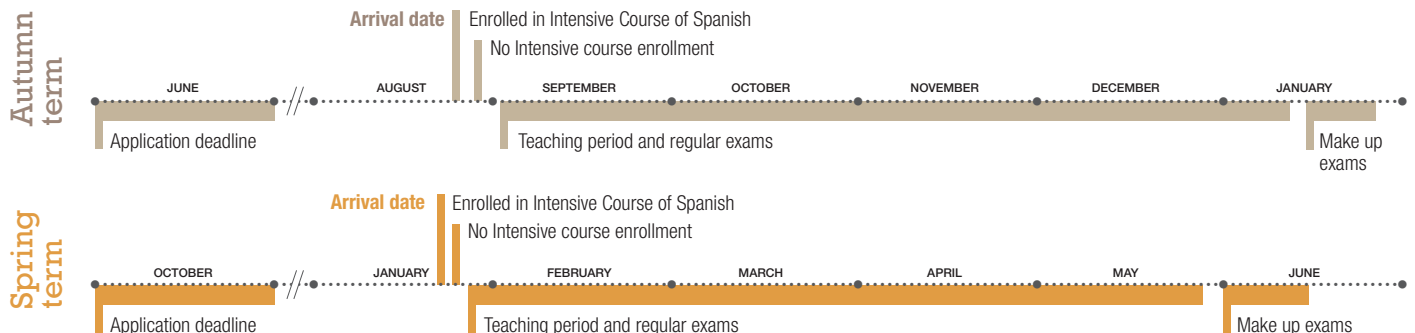 Autumn
term
Arrival date
Enrolled in Intensive Course of Spanish
No Intensive course enrollment
JUNE
AUGUST
SEPTEMBER
OCTOBER
NOVEMBER
DECEMBER
JANUARY
Application deadline
Teaching period and regular exams
Make up
exams
Spring
term
Arrival date
Enrolled in Intensive Course of Spanish
No Intensive course enrollment
OCTOBER
JANUARY
FEBRUARY
MARCH
APRIL
MAY
JUNE
Application deadline
Teaching period and regular exams
Make up exams